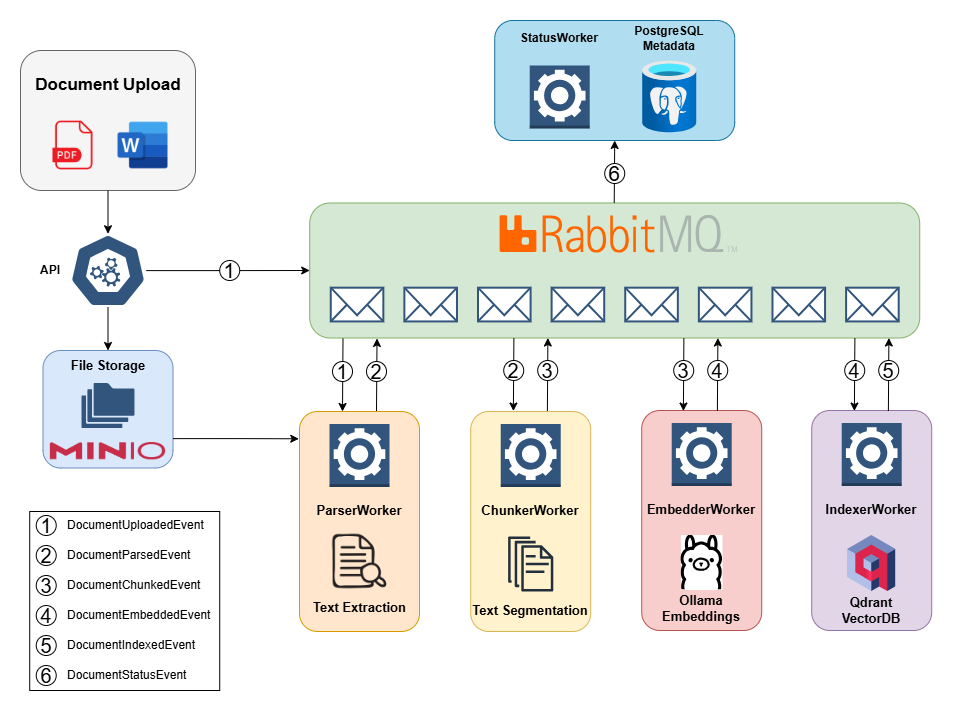 Document Upload
PDF
W
StatusWorker
PostgreSQL
Metadata
6
RabbitMQ
TM
API
1
1
2
2
3
3
4
4
5
File Storage
MINIO
ParserWorker
Text Extraction
ChunkerWorker
Text Segmentation
EmbedderWorker
Ollama
Embeddings
IndexerWorker
Qdrant
VectorDB
1 DocumentUploadedEvent
2 DocumentParsedEvent
3 DocumentChunkedEvent
4 DocumentEmbeddedEvent
5 DocumentIndexedEvent
6 DocumentStatusEvent